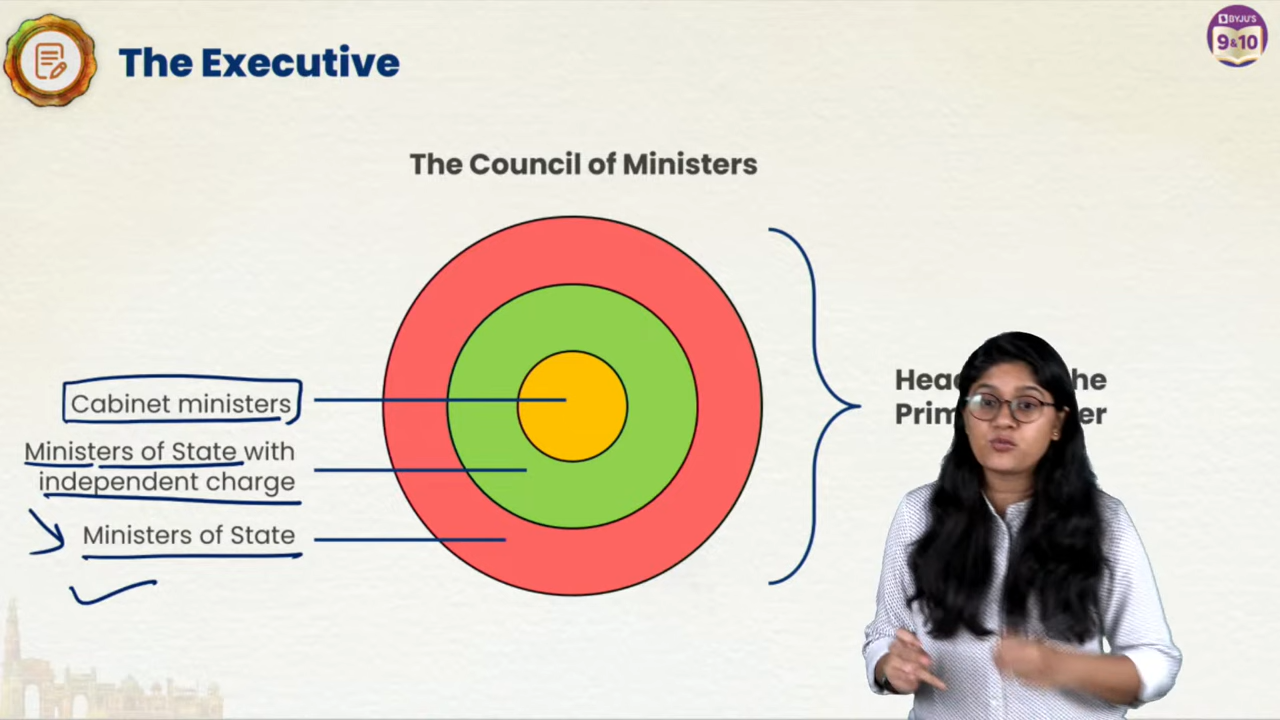 BYJU'S
9&10
The Executive
The Council of Ministers
Cabinet ministers
Ministers of State with
independent charge
Ministers of State